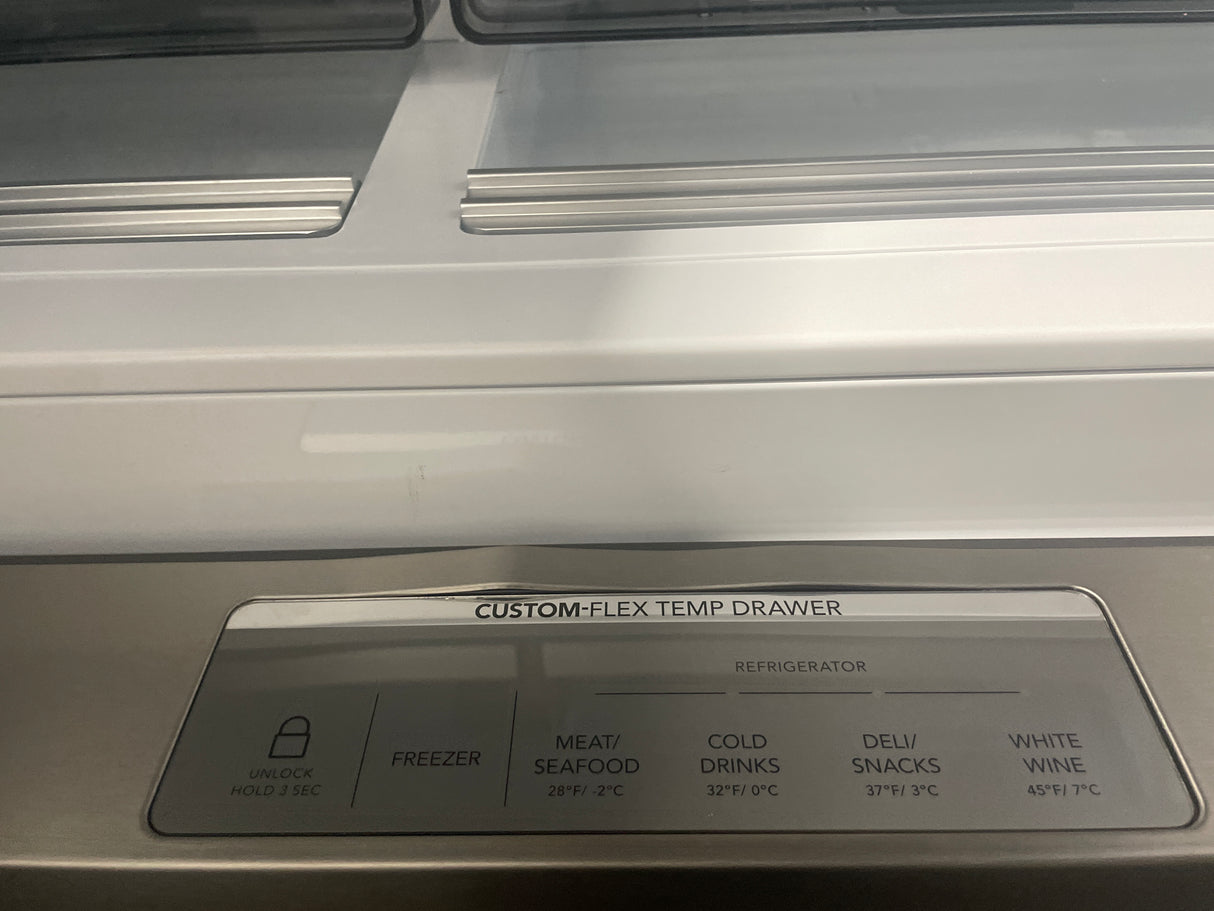 CUSTOM-FLEX TEMP DRAWER
REFRIGERATOR
UNLOCK
HOLD 3 SEC
FREEZER
MEAT/
SEAFOOD
28°F/ -2°C
COLD
DRINKS
32°F/ 0°C
DELI/
SNACKS
37°F/ 3°C
WHITE
WINE
45°F/ 7°C